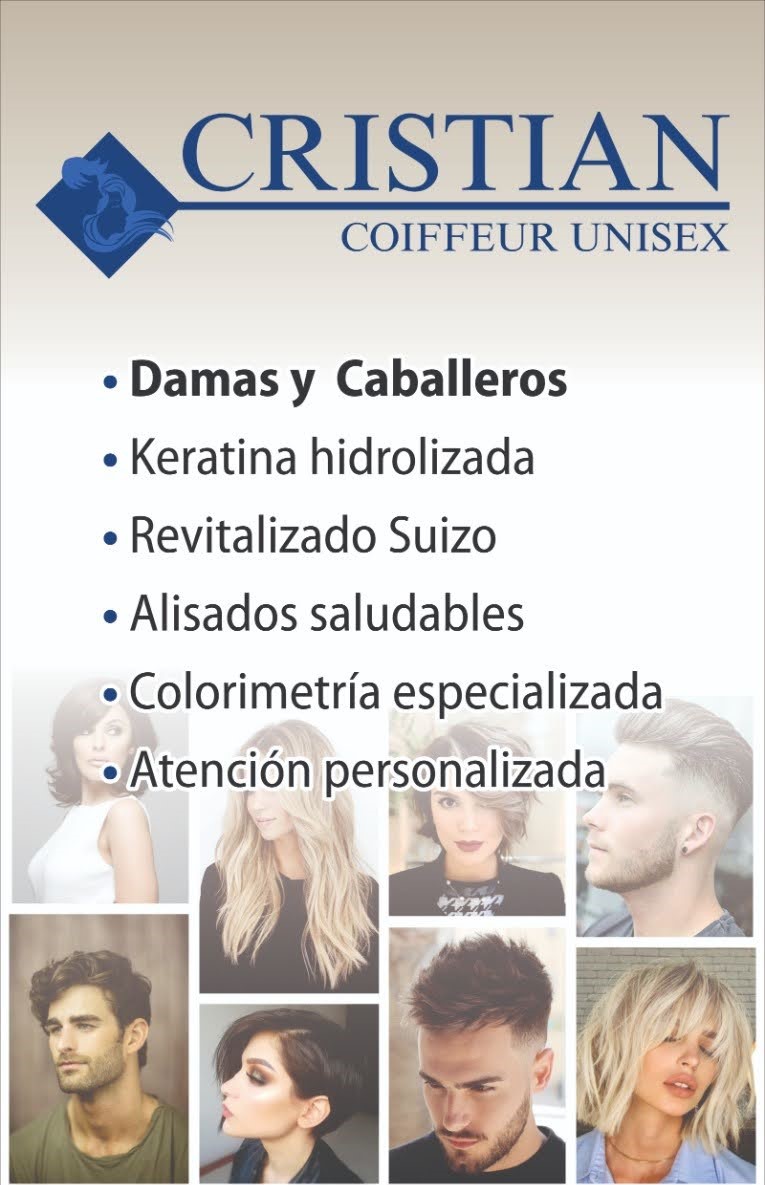 CRISTIAN
COIFFEUR UNISEX
• Damas y Caballeros
• Keratina hidrolizada
• Revitalizado Suizo
• Alisados saludables
• Colorimetría especializada
• Atención personalizada